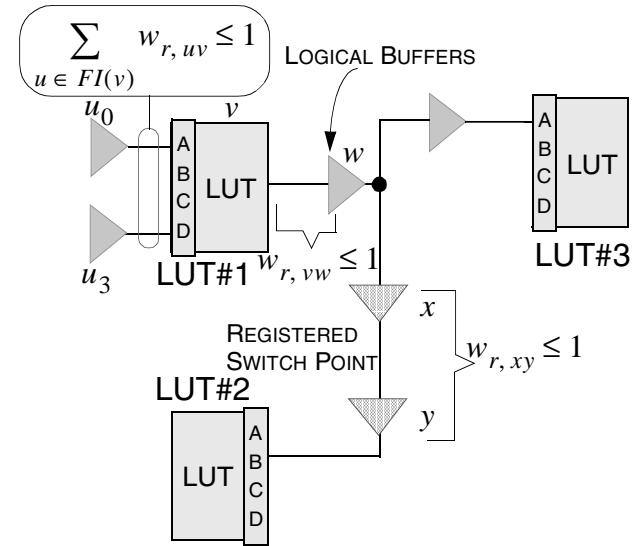 ∑ w_{r, uv} ≤ 1
u ∈ FI(v)
LOGICAL BUFFERS
u_0
v
A
B
C
D
LUT
w
A
B
C
D
LUT
u_3
LUT#1
w_{r, vw} ≤ 1
LUT#3
x
REGISTERED
SWITCH POINT
w_{r, xy} ≤ 1
LUT#2
y
LUT
A
B
C
D